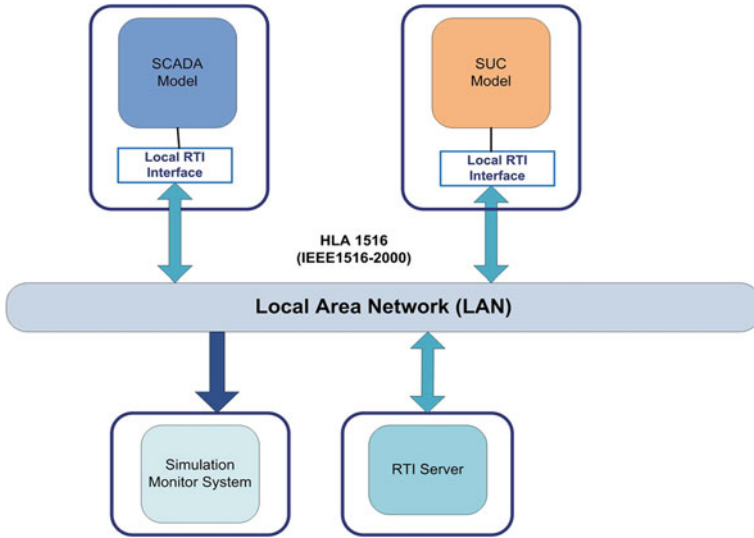 SCADA
Model
SUC
Model
Local RTI
Interface
Local RTI
Interface
HLA 1516
(IEEE1516-2000)
Local Area Network (LAN)
Simulation
Monitor System
RTI Server